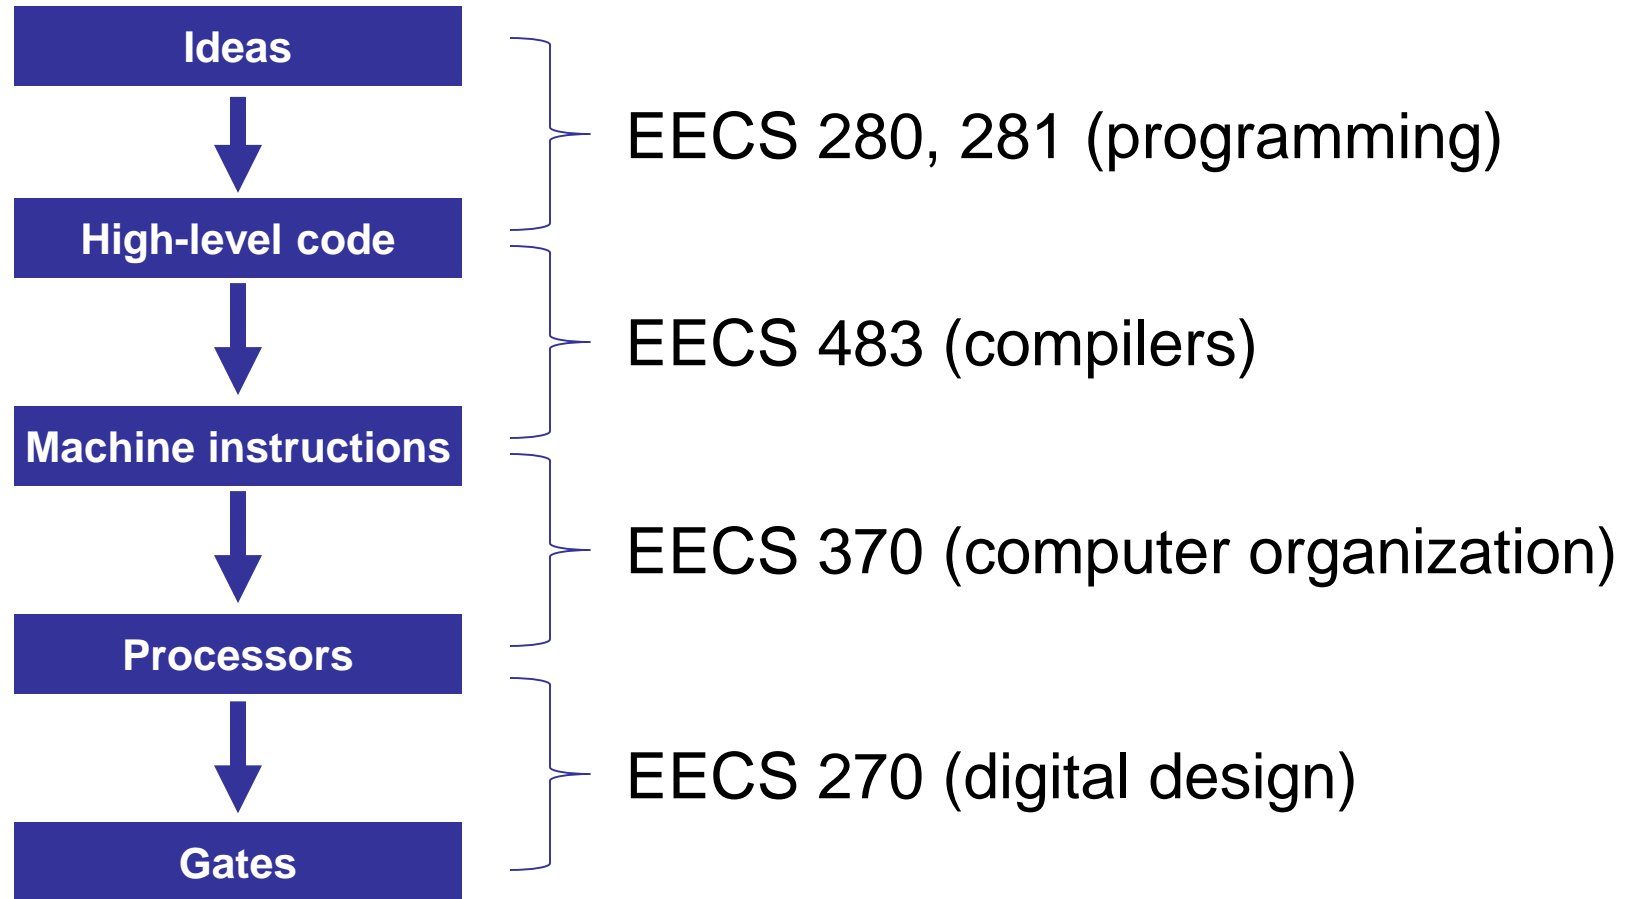 Ideas
EECS 280, 281 (programming)
High-level code
EECS 483 (compilers)
Machine instructions
EECS 370 (computer organization)
Processors
EECS 270 (digital design)
Gates